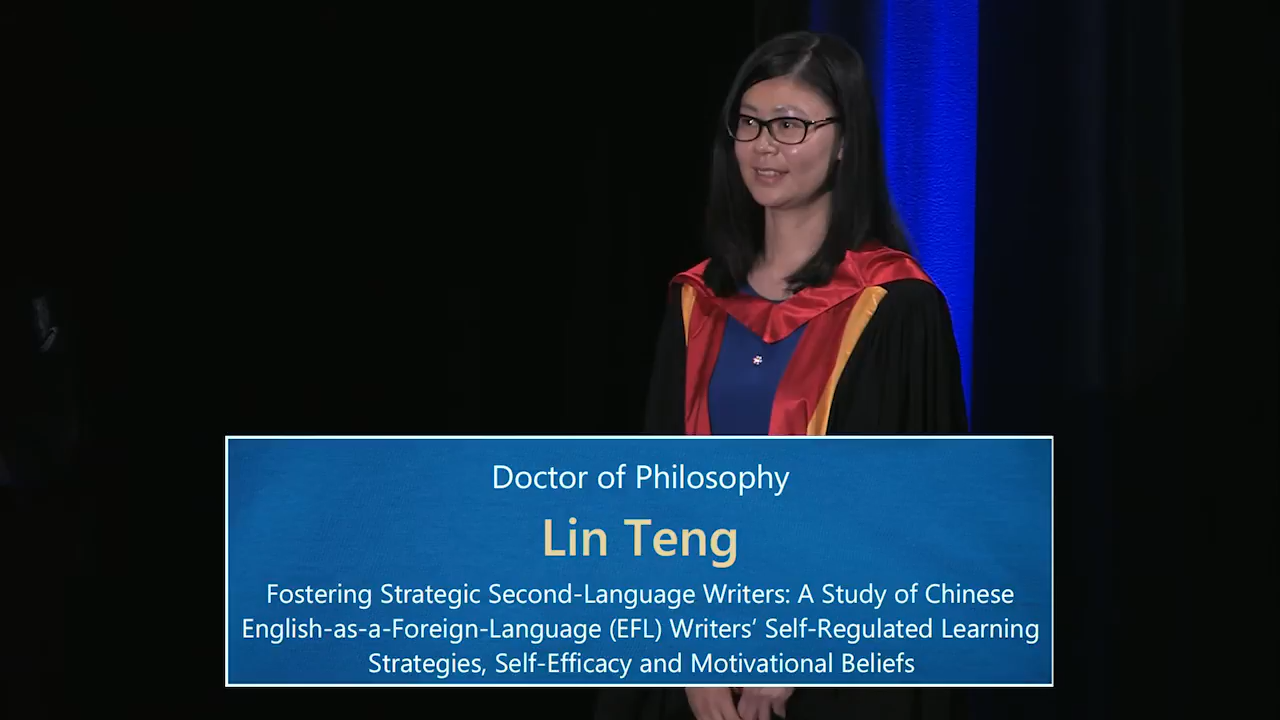 Doctor of Philosophy
Lin Teng
Fostering Strategic Second-Language Writers: A Study of Chinese
English-as-a-Foreign-Language (EFL) Writers’ Self-Regulated Learning
Strategies, Self-Efficacy and Motivational Beliefs